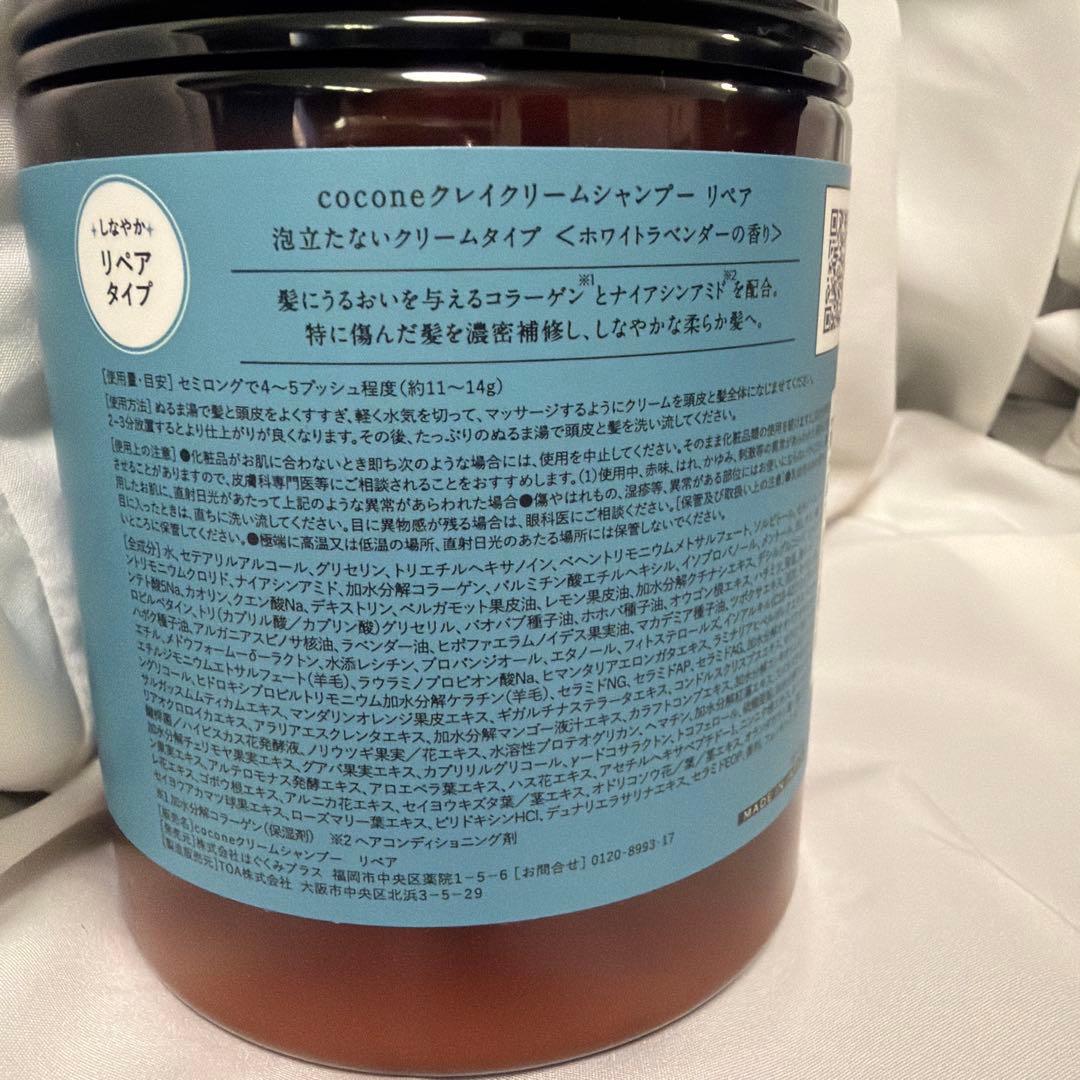 しなやか
リペア
タイプ
coconeクレイクリームシャンプー リペア
泡立たないクリームタイプ <ホワイトラベンダーの香り>
髪にうるおいを与えるコラーゲン※1とナイアシンアミド※2を配合。
特に傷んだ髪を濃密補修し、しなやかな柔らか髪へ。
[使用量・目安] セミロングで4〜5プッシュ程度(約11〜14g)
[使用方法] ぬるま湯で髪と頭皮をよくすすぎ、軽く水気を切って、マッサージするようにクリームを頭皮と髪全体になじませてください。
2-3分放置するとより仕上がりが良くなります。その後、たっぷりのぬるま湯で頭皮と髪を洗い流してください。
[使用上の注意] ●化粧品がお肌に合わないとき即ち次のような場合には、使用を中止してください。そのまま化粧品類の使用を続けますと、
させることがありますので、皮膚科専門医等にご相談されることをおすすめします。(1)使用中、赤味、はれ、かゆみ、刺激等の異常があらわれた場合
用したお肌に、直射日光があたって上記のような異常があらわれた場合●傷やはれもの、湿疹等、異常がある部位にはお使いにならないでください
目に入ったときは、直ちに洗い流してください。目に異物感が残る場合は、眼科医にご相談ください。[保管及び取扱い上の注意]
いところに保管してください。●極端に高温又は低温の場所、直射日光のあたる場所には保管しないでください。
[全成分] 水、セテアリルアルコール、グリセリン、トリエチルヘキサノイン、ベヘントリモニウムメトサルフェート、ソルビトール、
ントリモニウムクロリド、ナイアシンアミド、加水分解コラーゲン、パルミチン酸エチルヘキシル、イソプロパノール、
ンテト酸5Na、カオリン、クエン酸Na、デキストリン、ベルガモット果皮油、レモン果皮油、加水分解クチナシエキス、
ロピルベタイン、トリ(カプリル酸/カプリン酸)グリセリル、バオバブ種子油、ホホバ種子油、オウゴン根エキス、
ハボク種子油、アルガニアスピノサ核油、ラベンダー油、ヒポファエラムノイデス果実油、マカデミア種子油、ツボクサエキス、
エチル、メドウフォーム-δ-ラクトン、水添レシチン、プロパンジオール、エタノール、フィトステロールズ、
エチルジモニウムエトサルフェート(羊毛)、ラウラミノプロピオン酸Na、ヒマンタリアエロンガタエキス、
ングリコール、ヒドロキシプロピルトリモニウム加水分解ケラチン(羊毛)、セラミドNG、セラミドAP、セラミドAG、
サルガッスムムティカムエキス、マンダリンオレンジ果皮エキス、ギガルチナステラータエキス、コンドルスクリスプスエキス、
リアオクロロイカエキス、アラリアエスクレンタエキス、加水分解マンゴー液汁エキス、カラフトコンブエキス、
酵母菌/ハイビスカス花発酵液、ノリウツギ果実/花エキス、水溶性プロテオグリカン、ヘマチン、加水分解紅藻エキス、
加水分解チェリモヤ果実エキス、グアバ果実エキス、カプリリルグリコール、γ-ドコサラクトン、トコフェロール、
ン果実エキス、アルテロモナス発酵エキス、アロエベラ葉エキス、ハス花エキス、アセチルヘキサペプチド-1、
レ花エキス、ゴボウ根エキス、アルニカ花エキス、セイヨウキズタ葉/茎エキス、オドリコソウ花/葉/茎エキス、
セイヨウアカマツ球果エキス、ローズマリー葉エキス、ピリドキシンHCl、デュナリエラサリナエキス、セラミドEOP、香料
※1 加水分解コラーゲン(保湿剤) ※2 ヘアコンディショニング剤
[販売名]coconeクリームシャンプー リペア
[発売元]株式会社はぐくみプラス 福岡市中央区薬院1-5-6 [お問合せ] 0120-8993-17
[製造販売元]TOA株式会社 大阪市中央区北浜3-5-29
MADE IN